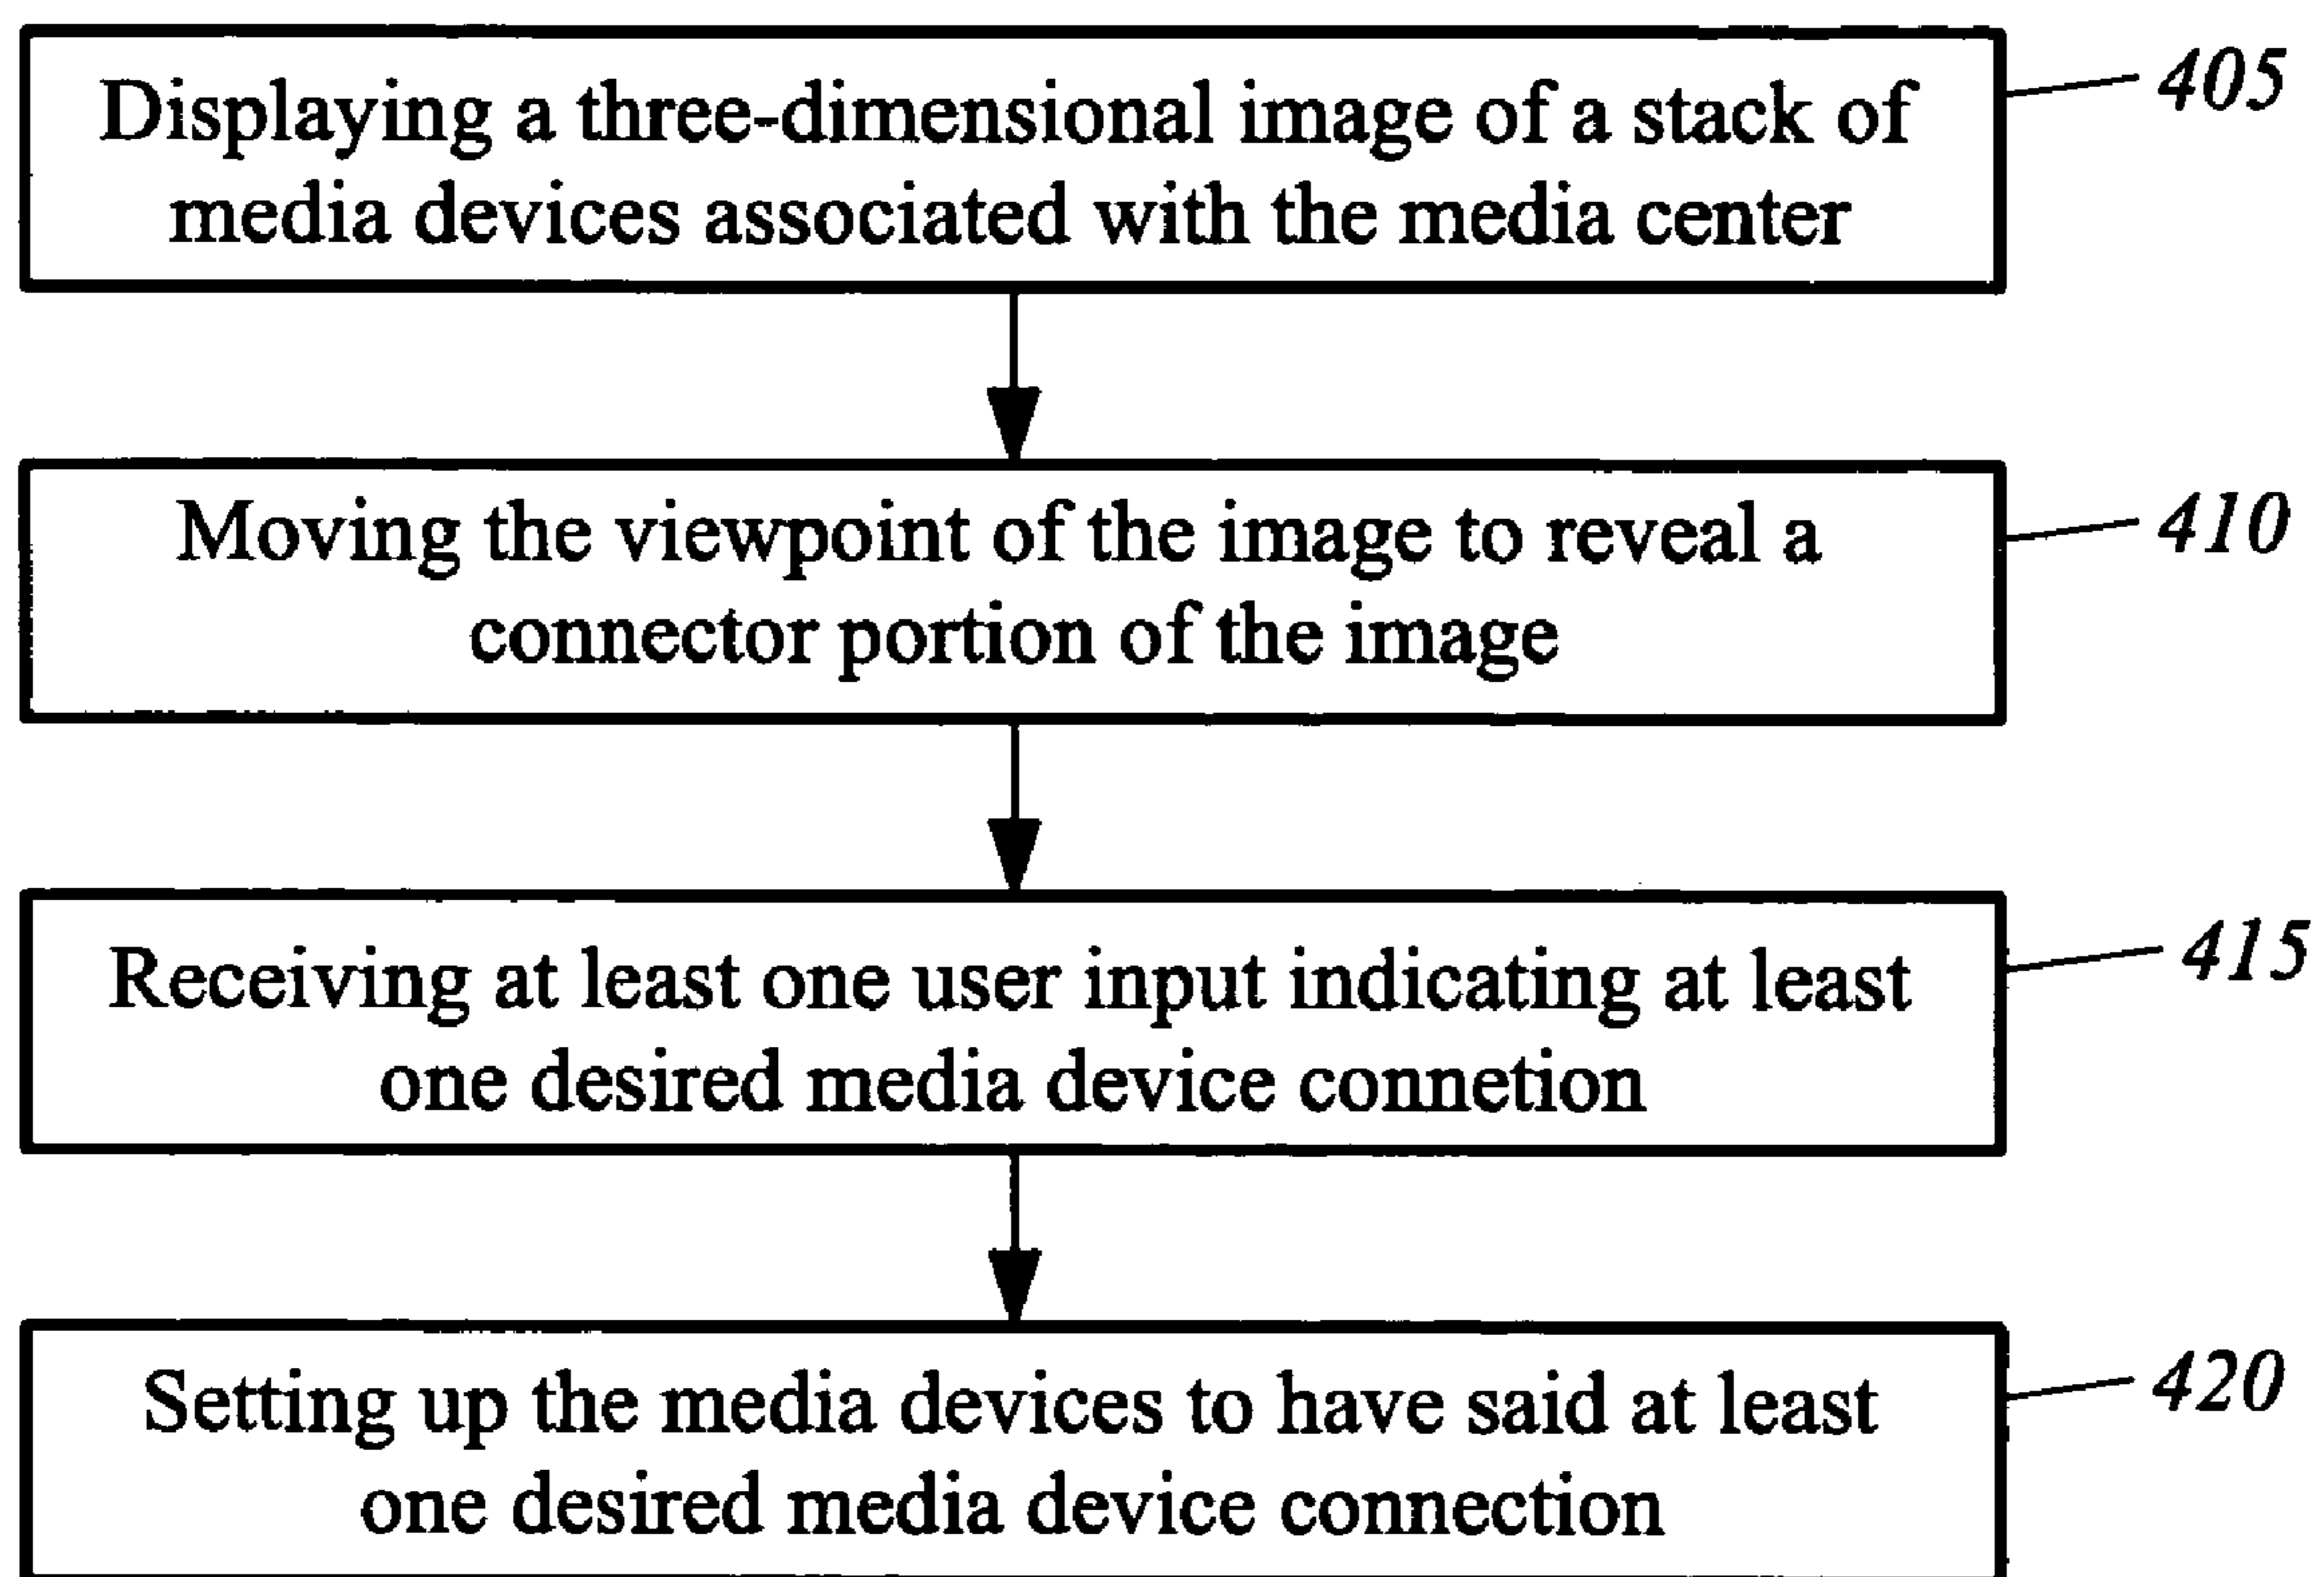 Displaying a three-dimensional image of a stack of
media devices associated with the media center
405
Moving the viewpoint of the image to reveal a
connector portion of the image
410
Receiving at least one user input indicating at least
one desired media device connetion
415
Setting up the media devices to have said at least
one desired media device connection
420